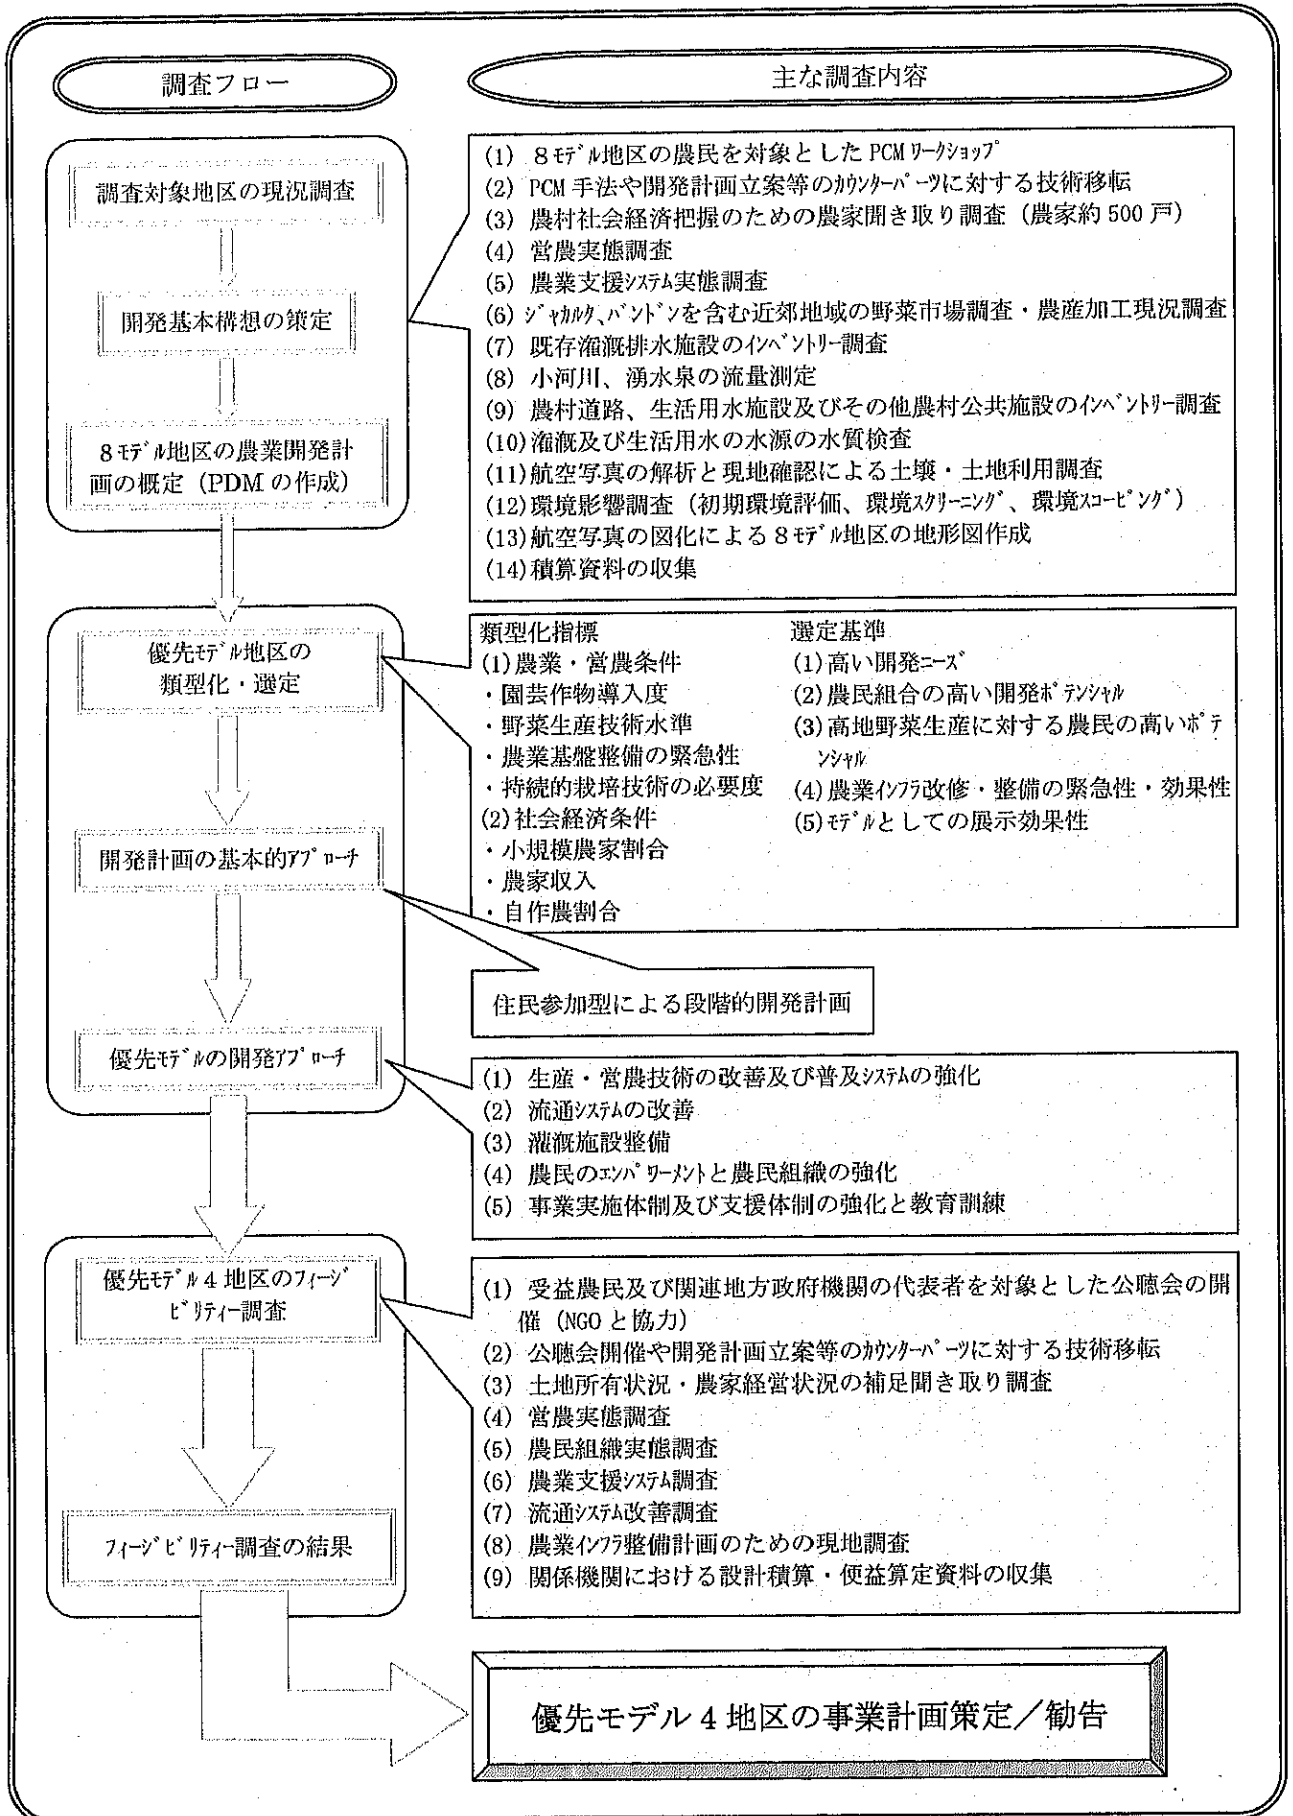 調査フロー
主な調査内容
調査対象地区の現況調査
開発基本構想の策定
8モデル地区の農業開発計
画の概定（PDMの作成）
(1) 8モデル地区の農民を対象としたPCMワークショップ
(2) PCM手法や開発計画立案等のカウンターパーツに対する技術移転
(3) 農村社会経済把握のための農家聞き取り調査（農家約500戸）
(4) 営農実態調査
(5) 農業支援システム実態調査
(6) ジャカルタ、バンドンを含む近郊地域の野菜市場調査・農産加工現況調査
(7) 既存潅漑排水施設のインベントリー調査
(8) 小河川、湧水泉の流量測定
(9) 農村道路、生活用水施設及びその他農村公共施設のインベントリー調査
(10)潅漑及び生活用水の水源の水質検査
(11)航空写真の解析と現地確認による土壌・土地利用調査
(12)環境影響調査（初期環境評価、環境スクリーニング、環境スコーピング）
(13)航空写真の図化による8モデル地区の地形図作成
(14)積算資料の収集
優先モデル地区の
類型化・選定
開発計画の基本的アプローチ
優先モデルの開発アプローチ
類型化指標
(1)農業・営農条件
・園芸作物導入度
・野菜生産技術水準
・農業基盤整備の緊急性
・持続的栽培技術の必要度
(2)社会経済条件
・小規模農家割合
・農家収入
・自作農割合
選定基準
(1)高い開発ニーズ
(2)農民組合の高い開発ポテンシャル
(3)高地野菜生産に対する農民の高いポテ
ンシャル
(4)農業インフラ改修・整備の緊急性・効果性
(5)モデルとしての展示効果性
住民参加型による段階的開発計画
(1) 生産・営農技術の改善及び普及システムの強化
(2) 流通システムの改善
(3) 灌漑施設整備
(4) 農民のエンパワーメントと農民組織の強化
(5) 事業実施体制及び支援体制の強化と教育訓練
優先モデル4地区のフィージ
ビリティー調査
フィージビリティー調査の結果
(1) 受益農民及び関連地方政府機関の代表者を対象とした公聴会の開
催（NGOと協力）
(2) 公聴会開催や開発計画立案等のカウンターパーツに対する技術移転
(3) 土地所有状況・農家経営状況の補足聞き取り調査
(4) 営農実態調査
(5) 農民組織実態調査
(6) 農業支援システム調査
(7) 流通システム改善調査
(8) 農業インフラ整備計画のための現地調査
(9) 関係機関における設計積算・便益算定資料の収集
優先モデル4地区の事業計画策定／勧告